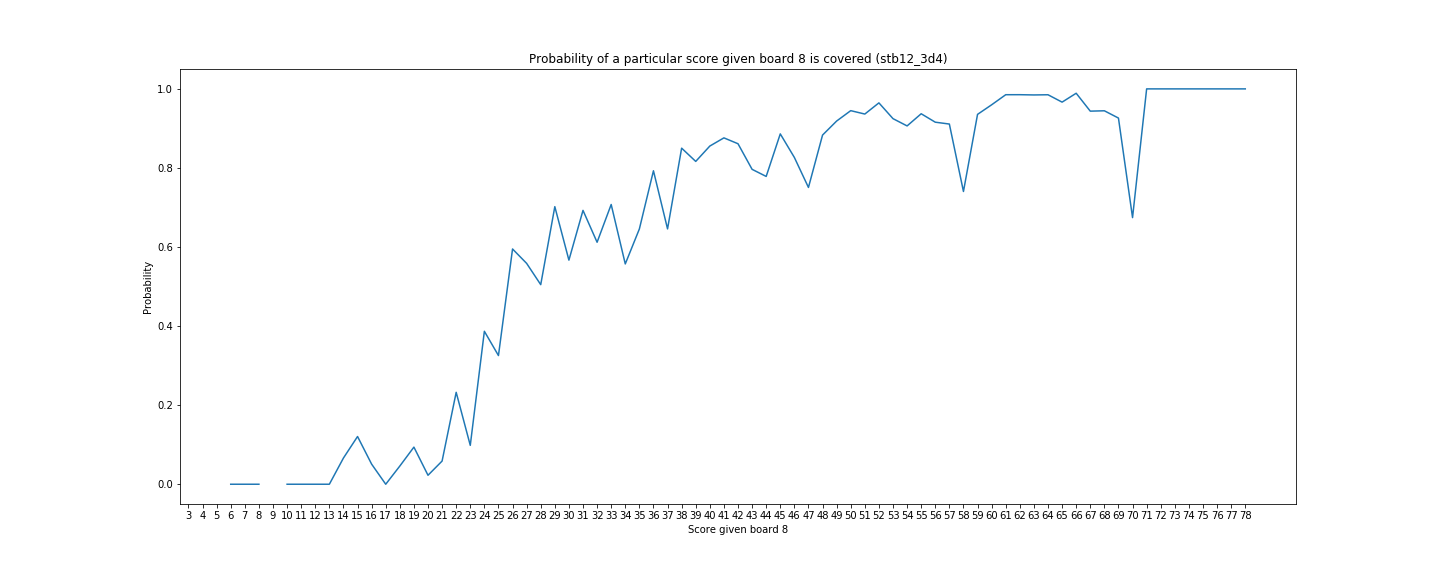 Probability of a particular score given board 8 is covered (stb12_3d4)
1.0
0.8
0.6
0.4
0.2
0.0
Probability
3 4 5 6 7 8 9 10 11 12 13 14 15 16 17 18 19 20 21 22 23 24 25 26 27 28 29 30 31 32 33 34 35 36 37 38 39 40 41 42 43 44 45 46 47 48 49 50 51 52 53 54 55 56 57 58 59 60 61 62 63 64 65 66 67 68 69 70 71 72 73 74 75 76 77 78
Score given board 8